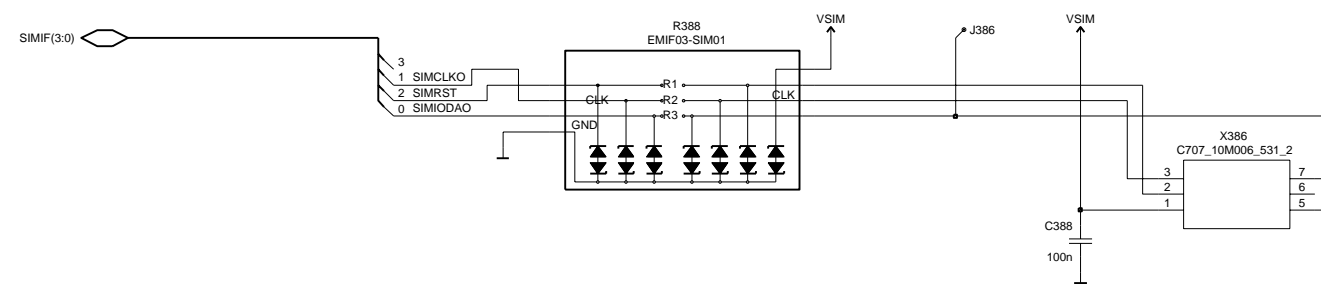 SIMIF(3:0)
3
1 SIMCLKO
2 SIMRST
0 SIMIODAO
R388
EMIF03-SIM01
VSIM
R1
R2
R3
CLK
CLK
GND
J386
VSIM
X386
C707_10M006_531_2
3
2
1
7
6
5
C388
100n